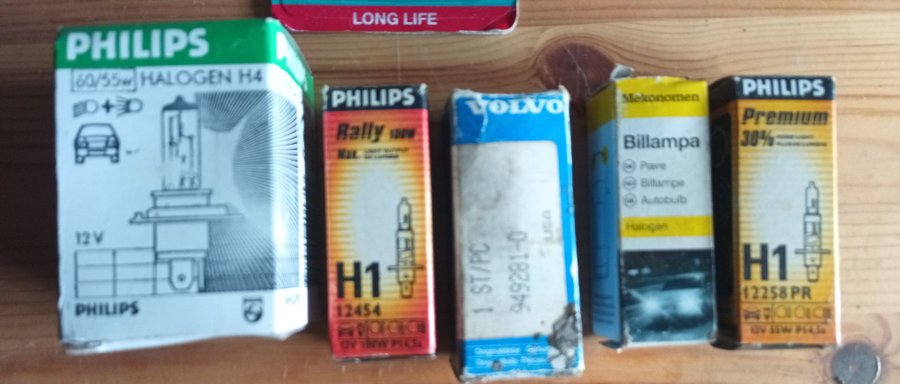 LONG LIFE
PHILIPS
60/55w HALOGEN H4
12 V
PHILIPS
PHILIPS
Rally 100W
Max.
H1
12454
12V 100W P14,5s
VOLVO
1 ST/PC
949281-0
Mekonomen
Billampa
Pære
Billampe
Autobulb
Halogen
PHILIPS
Premium
30%
H1
12258 PR
12V 55W P14,5s